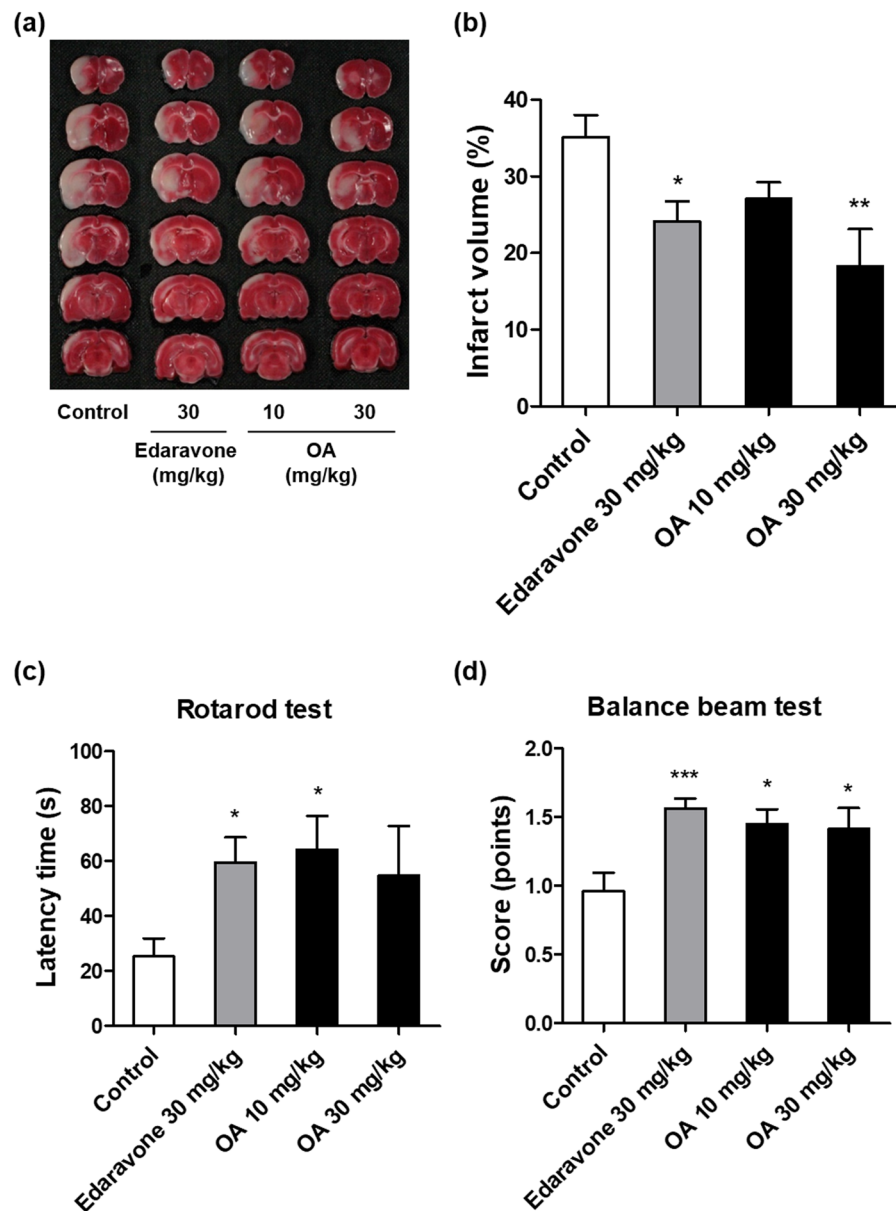 (a)
Control
30
10
30
Edaravone
(mg/kg)
OA
(mg/kg)
(b)
Infarct volume (%)
40
30
20
10
0
*
**
Control
Edaravone 30 mg/kg
OA 10 mg/kg
OA 30 mg/kg
(c)
Rotarod test
Latency time (s)
100
80
60
40
20
0
*
*
Control
Edaravone 30 mg/kg
OA 10 mg/kg
OA 30 mg/kg
(d)
Balance beam test
Score (points)
2.0
1.5
1.0
0.5
0.0
***
*
*
Control
Edaravone 30 mg/kg
OA 10 mg/kg
OA 30 mg/kg